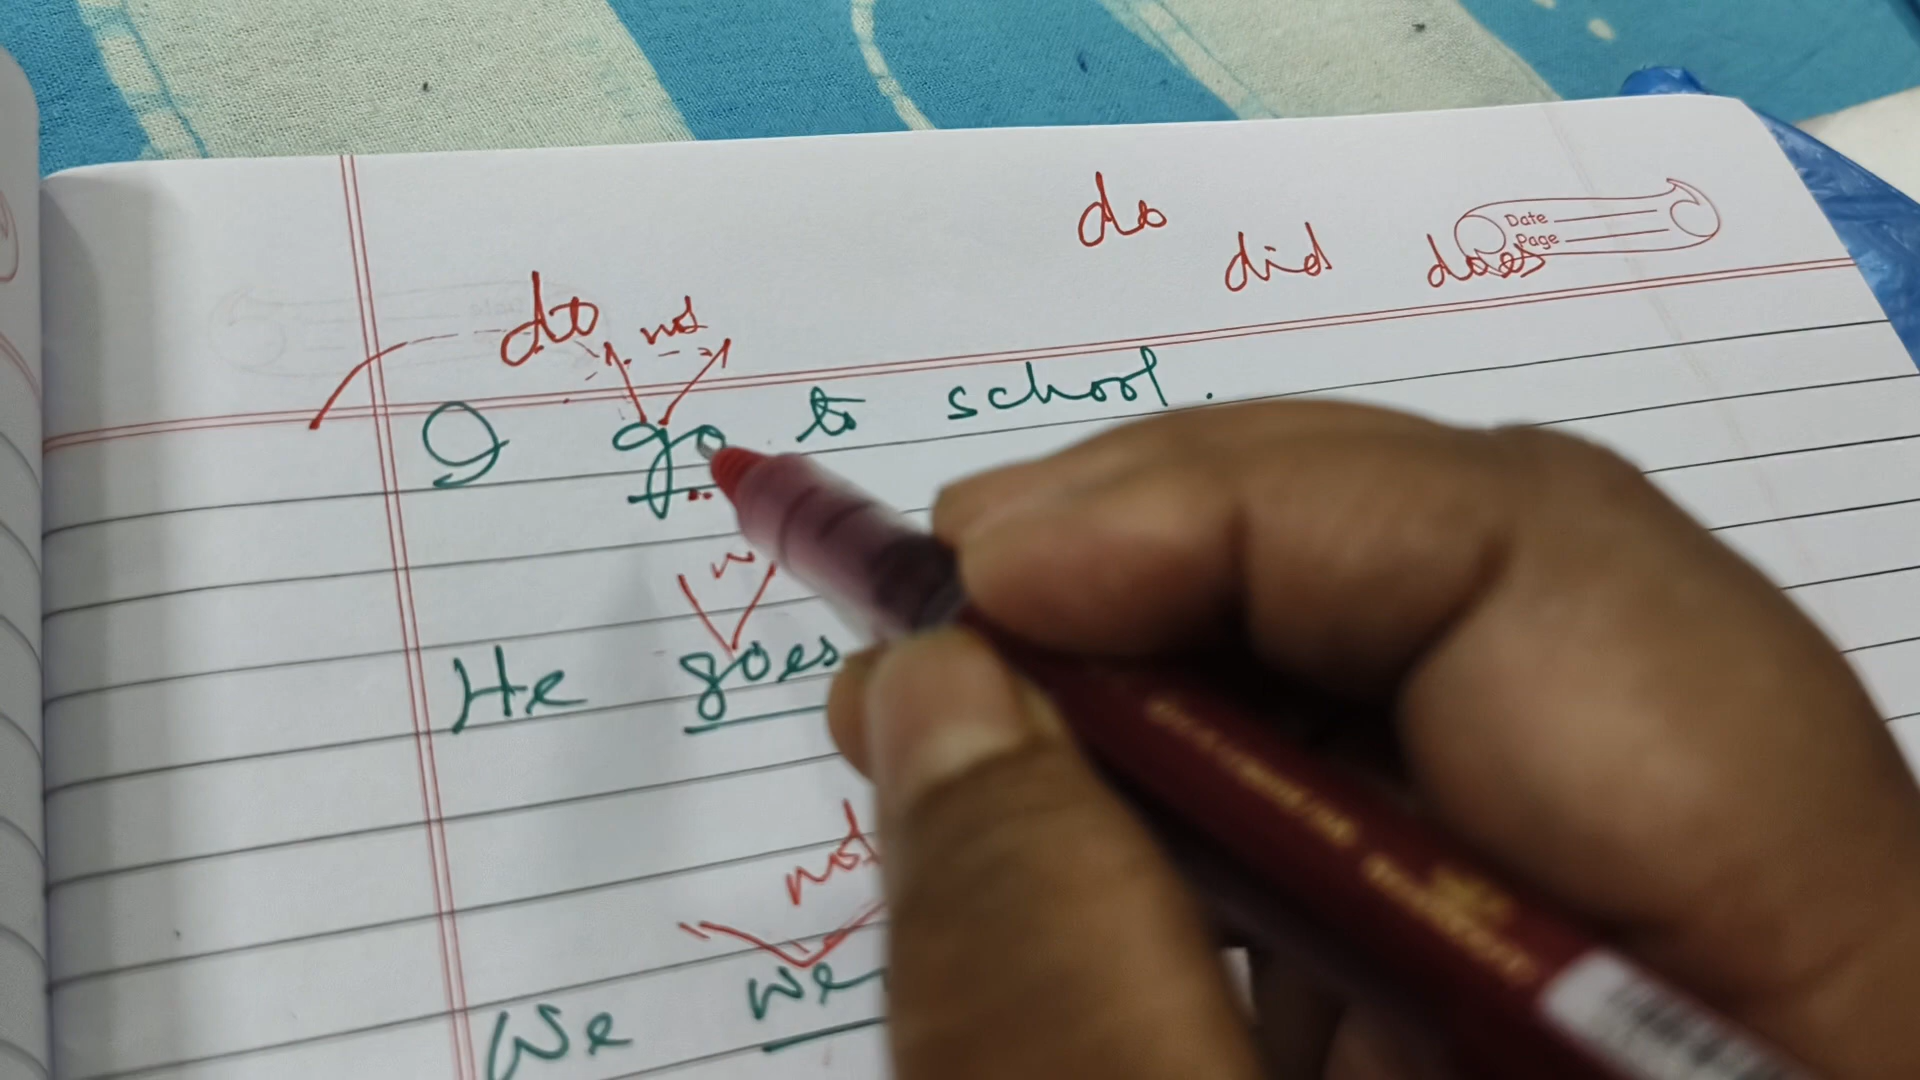 do
did does
Date
Page
do not
I go to school.
He goes
not
We